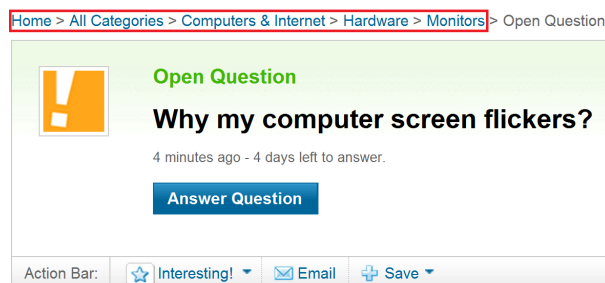 Home > All Categories > Computers & Internet > Hardware > Monitors > Open Question
Open Question
Why my computer screen flickers?
4 minutes ago - 4 days left to answer.
Answer Question
Action Bar: Interesting! Email Save